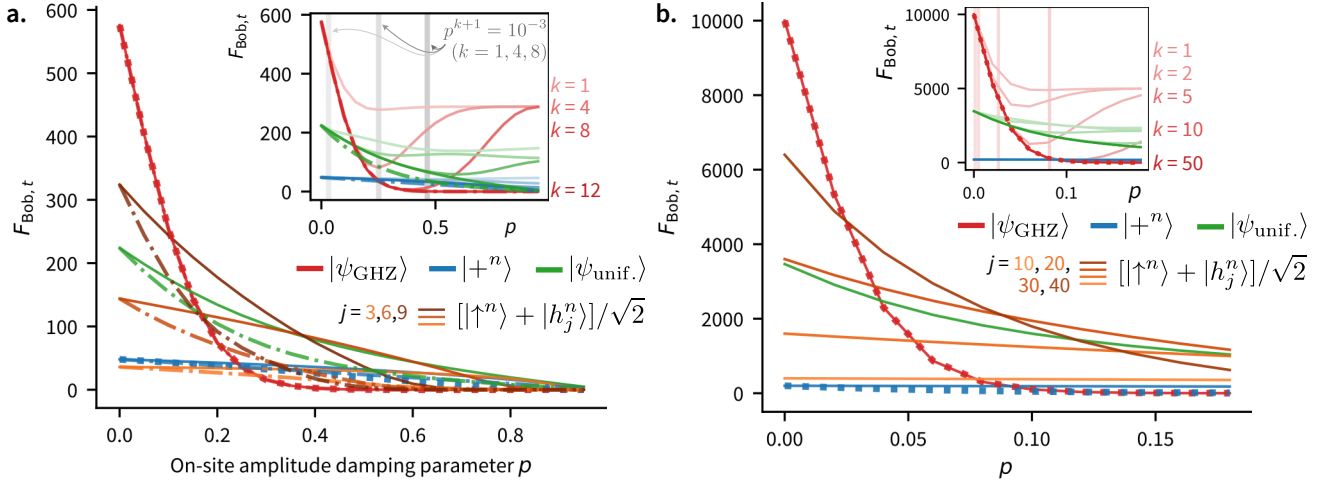 a.
600
500
400
300
200
100
0
F_Bob,t
0.0 0.2 0.4 0.6 0.8
On-site amplitude damping parameter p
600
400
200
0
F_Bob,t
0.0 0.5
p
p^{k+1} = 10^{-3}
(k = 1, 4, 8)
k = 1
k = 4
k = 8
k = 12
|ψ_GHZ⟩ |+^n⟩ |ψ_unif.⟩
j = 3,6,9 [|↑^n⟩ + |h_j^n⟩]/√2
b.
10000
8000
6000
4000
2000
0
F_Bob,t
0.00 0.05 0.10 0.15
p
10000
5000
0
F_Bob,t
0.0 0.1
p
k = 1
k = 2
k = 5
k = 10
k = 50
|ψ_GHZ⟩ |+^n⟩ |ψ_unif.⟩
j = 10, 20,
30, 40 [|↑^n⟩ + |h_j^n⟩]/√2